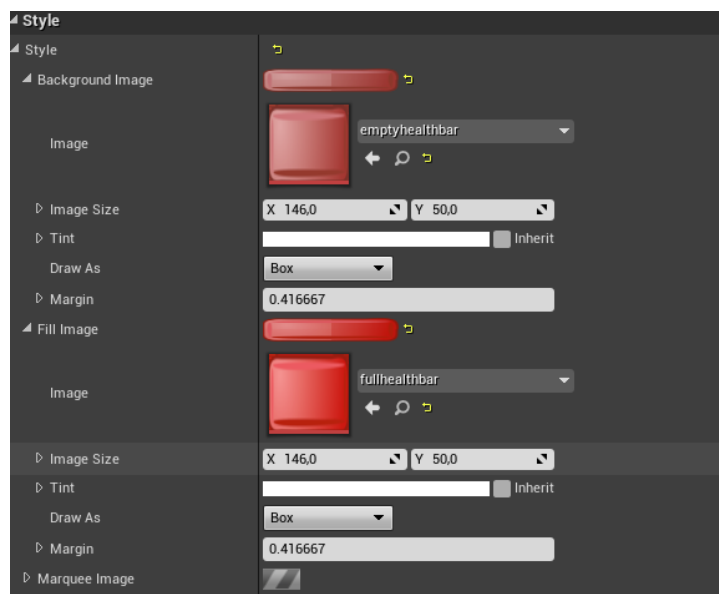 Style
Style
Background Image
Image
emptyhealthbar
Image Size X 146,0 Y 50,0
Tint Inherit
Draw As Box
Margin 0.416667
Fill Image
Image
fullhealthbar
Image Size X 146,0 Y 50,0
Tint Inherit
Draw As Box
Margin 0.416667
Marquee Image